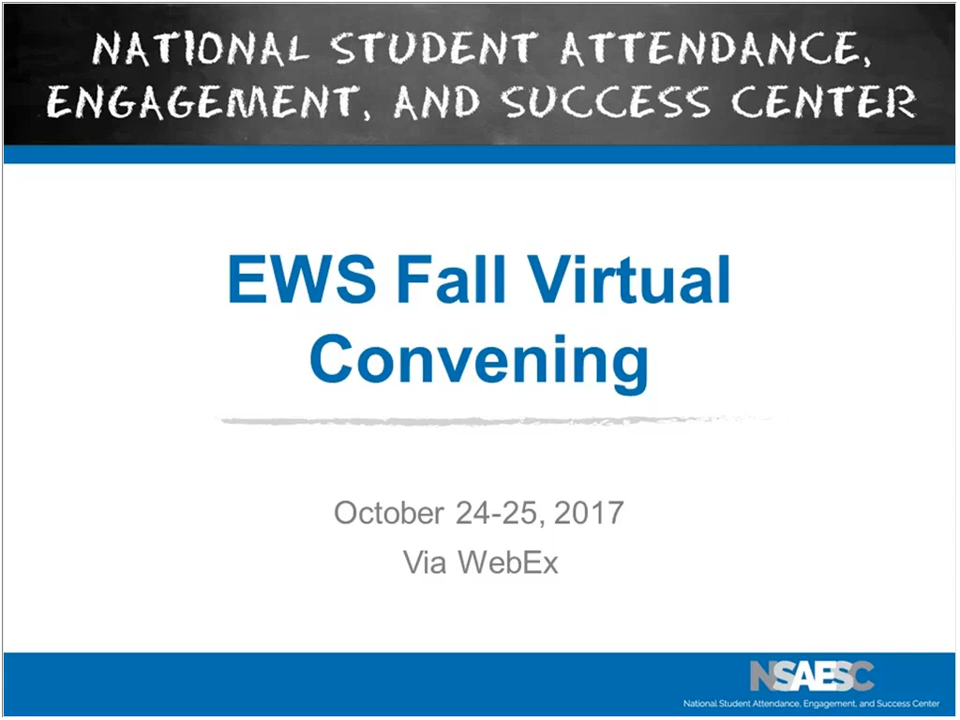 NATIONAL STUDENT ATTENDANCE,
ENGAGEMENT, AND SUCCESS CENTER
EWS Fall Virtual
Convening
October 24-25, 2017
Via WebEx
NSAESC
National Student Attendance, Engagement, and Success Center